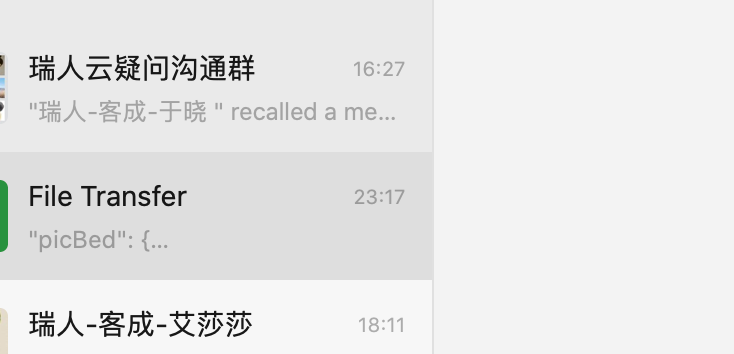 瑞人云疑问沟通群 16:27
"瑞人-客成-于晓 " recalled a me...
File Transfer 23:17
"picBed": {...
瑞人-客成-艾莎莎 18:11